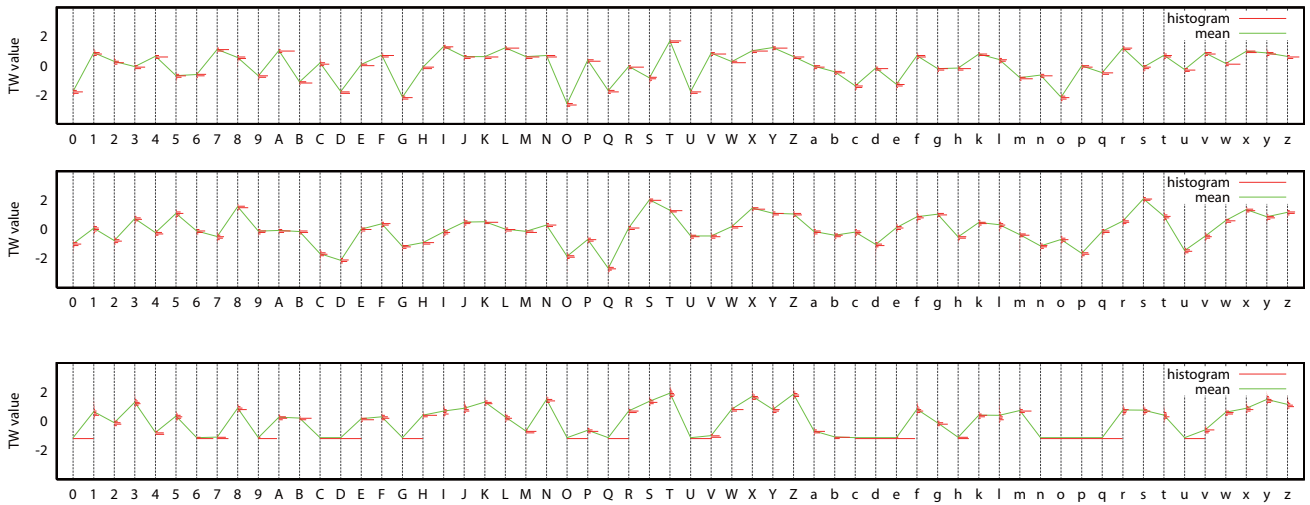 histogram
mean
TW value
2
0
-2
0 1 2 3 4 5 6 7 8 9 A B C D E F G H I J K L M N O P Q R S T U V W X Y Z a b c d e f g h k l m n o p q r s t u v w x y z
histogram
mean
TW value
2
0
-2
0 1 2 3 4 5 6 7 8 9 A B C D E F G H I J K L M N O P Q R S T U V W X Y Z a b c d e f g h k l m n o p q r s t u v w x y z
histogram
mean
TW value
2
0
-2
0 1 2 3 4 5 6 7 8 9 A B C D E F G H I J K L M N O P Q R S T U V W X Y Z a b c d e f g h k l m n o p q r s t u v w x y z